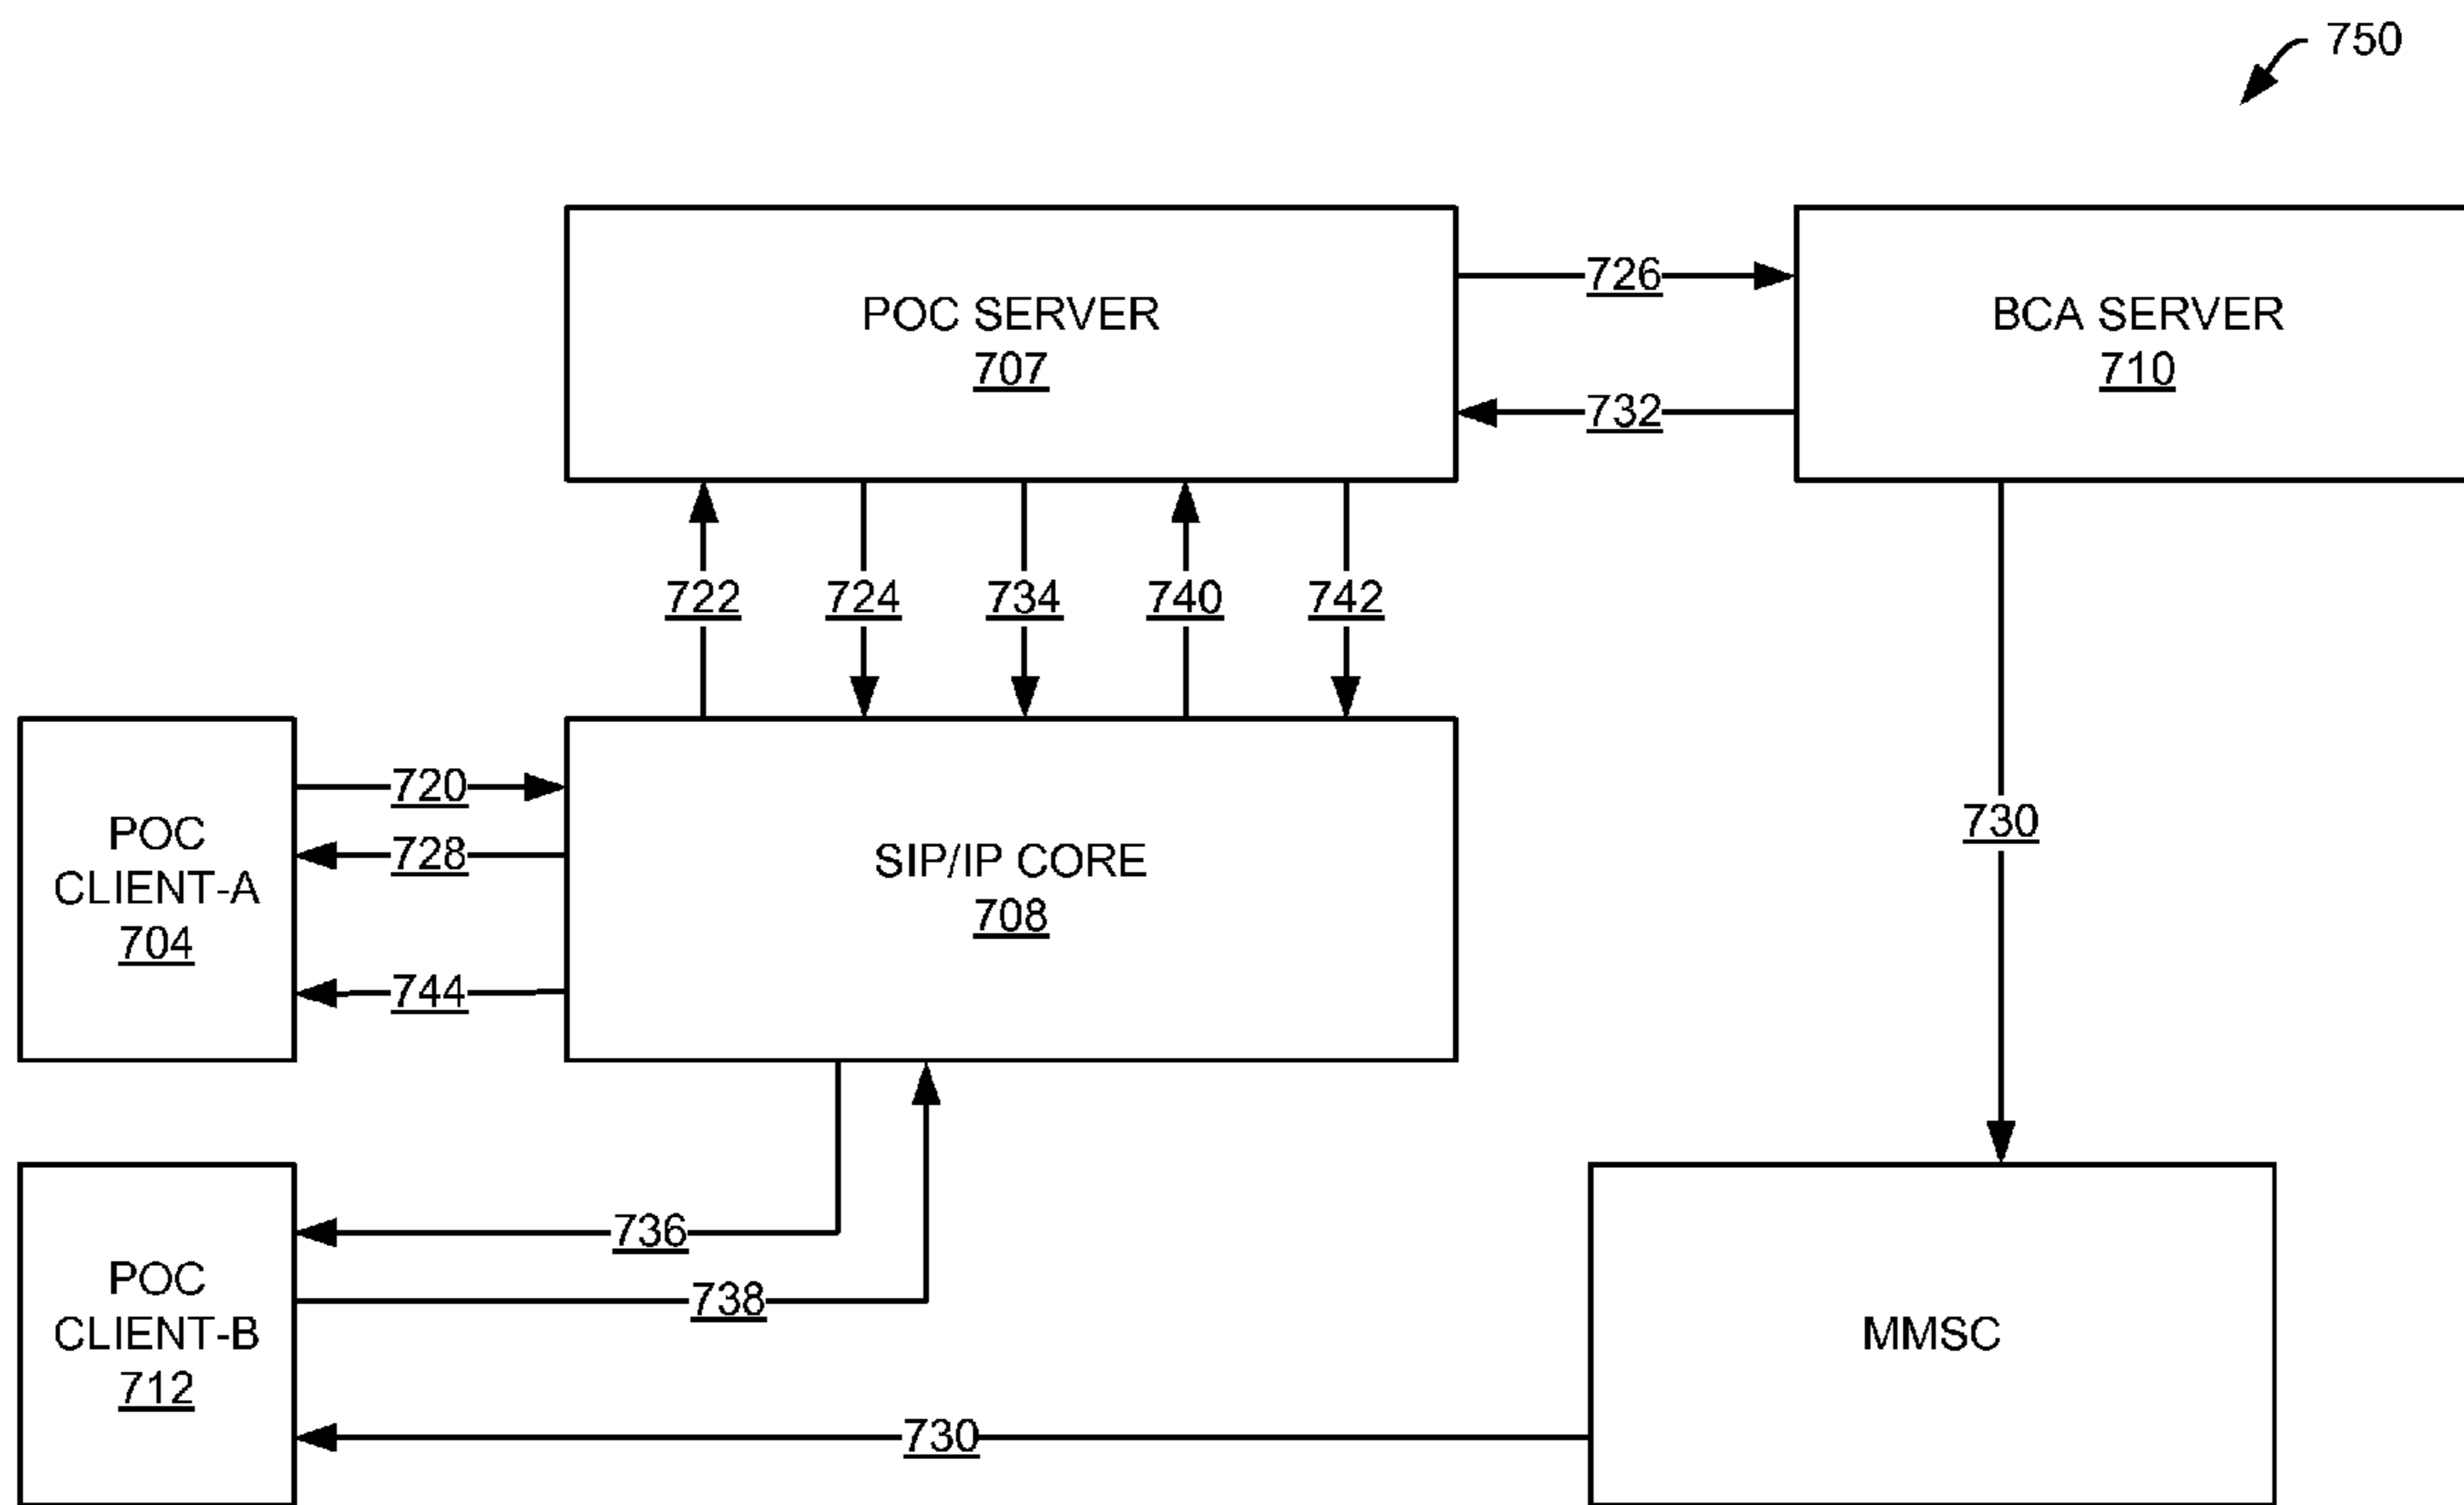 750
POC SERVER
707
726
732
BCA SERVER
710
722
724
734
740
742
POC
CLIENT-A
704
720
728
744
SIP/IP CORE
708
730
POC
CLIENT-B
712
736
738
730
MMSC